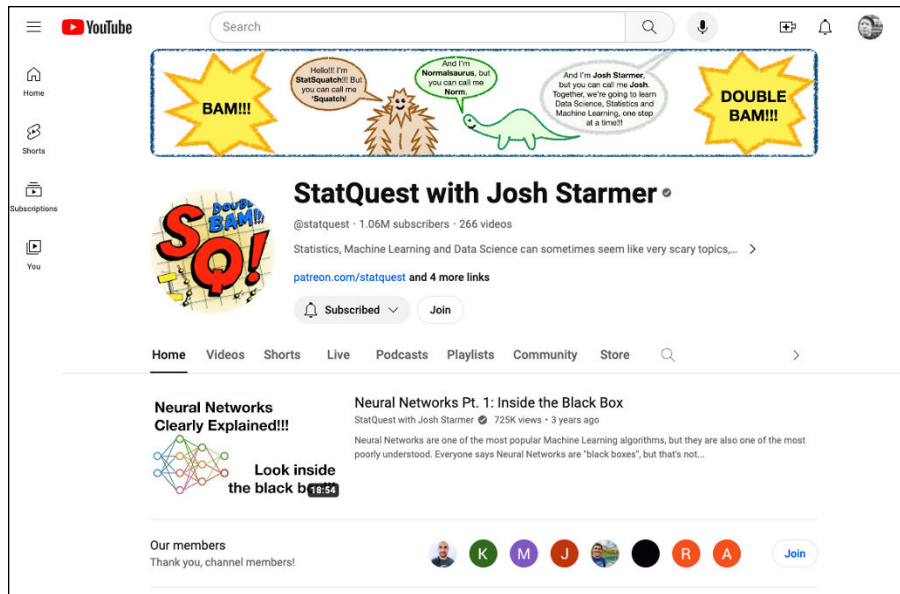 YouTube
Search
Home
Shorts
Subscriptions
You
BAM!!!
Hello!!! I'm
StatSquatch!!! But
you can call me
'Squatch!
And I'm
Normalsaurus, but
you can call me
Norm.
And I'm Josh Starmer,
but you can call me Josh.
Together, we're going to learn
Data Science, Statistics and
Machine Learning, one step
at a time!!!
DOUBLE
BAM!!!
DOUBLE
BAM!!!
SQ!
StatQuest with Josh Starmer
@statquest · 1.06M subscribers · 266 videos
Statistics, Machine Learning and Data Science can sometimes seem like very scary topics,...
patreon.com/statquest and 4 more links
Subscribed
Join
Home Videos Shorts Live Podcasts Playlists Community Store
Neural Networks
Clearly Explained!!!
Look inside
the black
18:54
Neural Networks Pt. 1: Inside the Black Box
StatQuest with Josh Starmer 725K views • 3 years ago
Neural Networks are one of the most popular Machine Learning algorithms, but they are also one of the most
poorly understood. Everyone says Neural Networks are "black boxes", but that's not...
Our members
Thank you, channel members!
K M J R A
Join